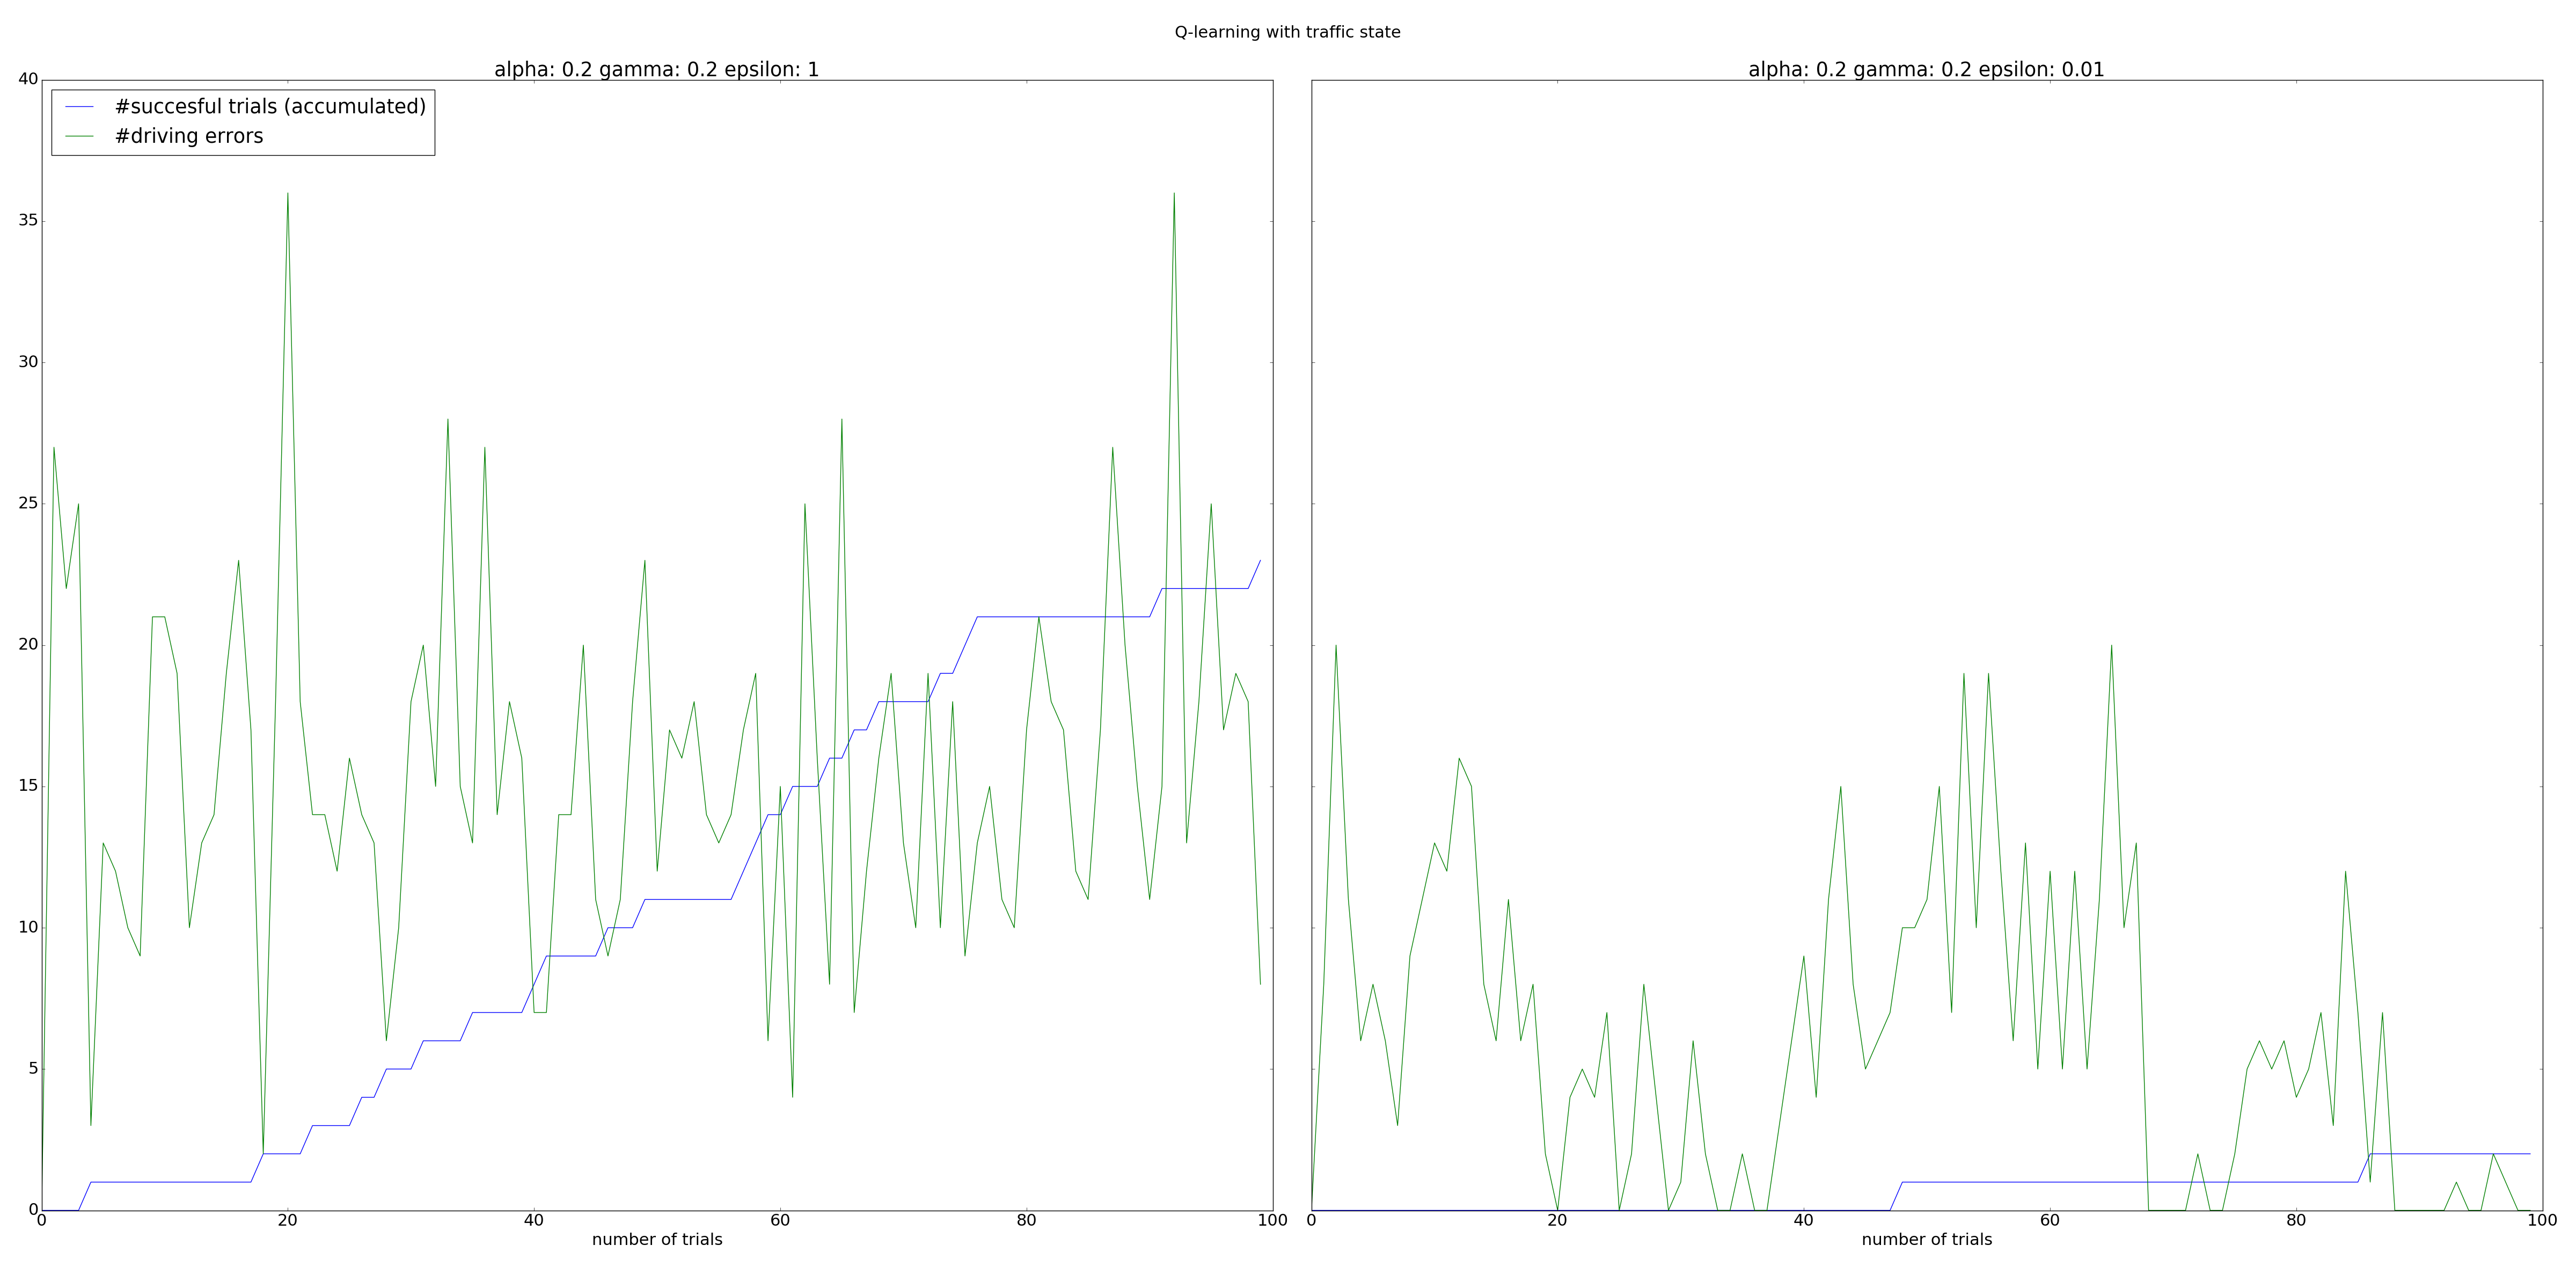 Q-learning with traffic state
alpha: 0.2 gamma: 0.2 epsilon: 1
#succesful trials (accumulated)
#driving errors
40
35
30
25
20
15
10
5
0
0 20 40 60 80 100
number of trials
alpha: 0.2 gamma: 0.2 epsilon: 0.01
0 20 40 60 80 100
number of trials